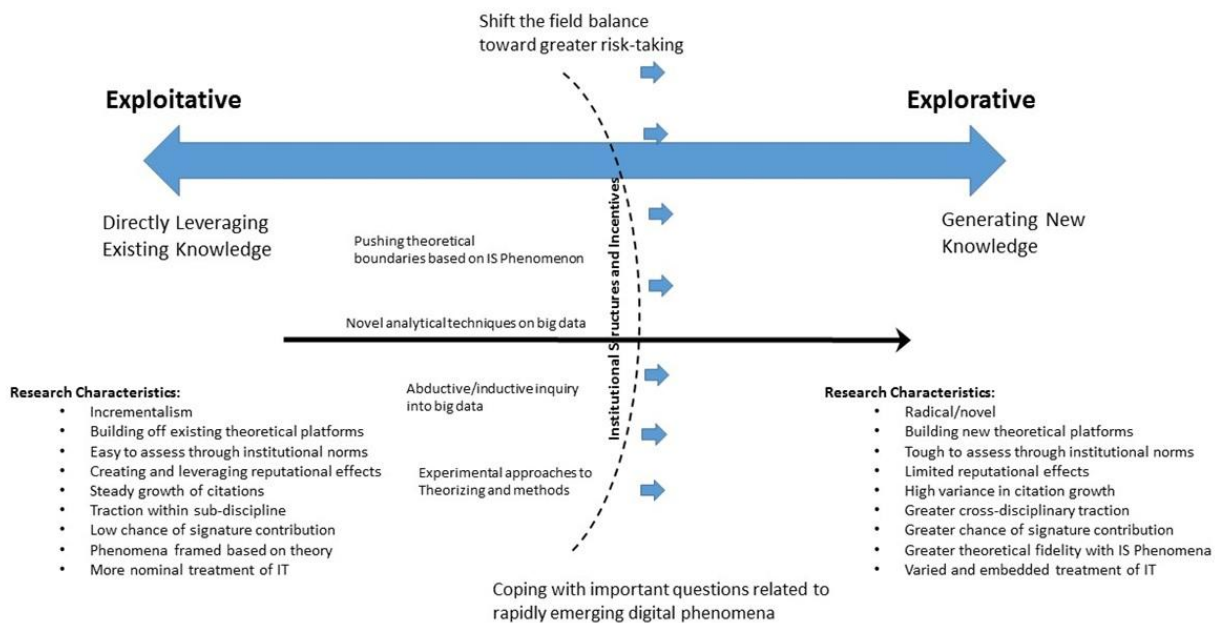 Shift the field balance
toward greater risk-taking
Exploitative
Explorative
Directly Leveraging
Existing Knowledge
Generating New
Knowledge
Pushing theoretical
boundaries based on IS Phenomenon
Institutional Structures and Incentives
Novel analytical techniques on big data
Abductive/inductive inquiry
into big data
Experimental approaches to
Theorizing and methods
Research Characteristics:
• Incrementalism
• Building off existing theoretical platforms
• Easy to assess through institutional norms
• Creating and leveraging reputational effects
• Steady growth of citations
• Traction within sub-discipline
• Low chance of signature contribution
• Phenomena framed based on theory
• More nominal treatment of IT
Research Characteristics:
• Radical/novel
• Building new theoretical platforms
• Tough to assess through institutional norms
• Limited reputational effects
• High variance in citation growth
• Greater cross-disciplinary traction
• Greater chance of signature contribution
• Greater theoretical fidelity with IS Phenomena
• Varied and embedded treatment of IT
Coping with important questions related to
rapidly emerging digital phenomena